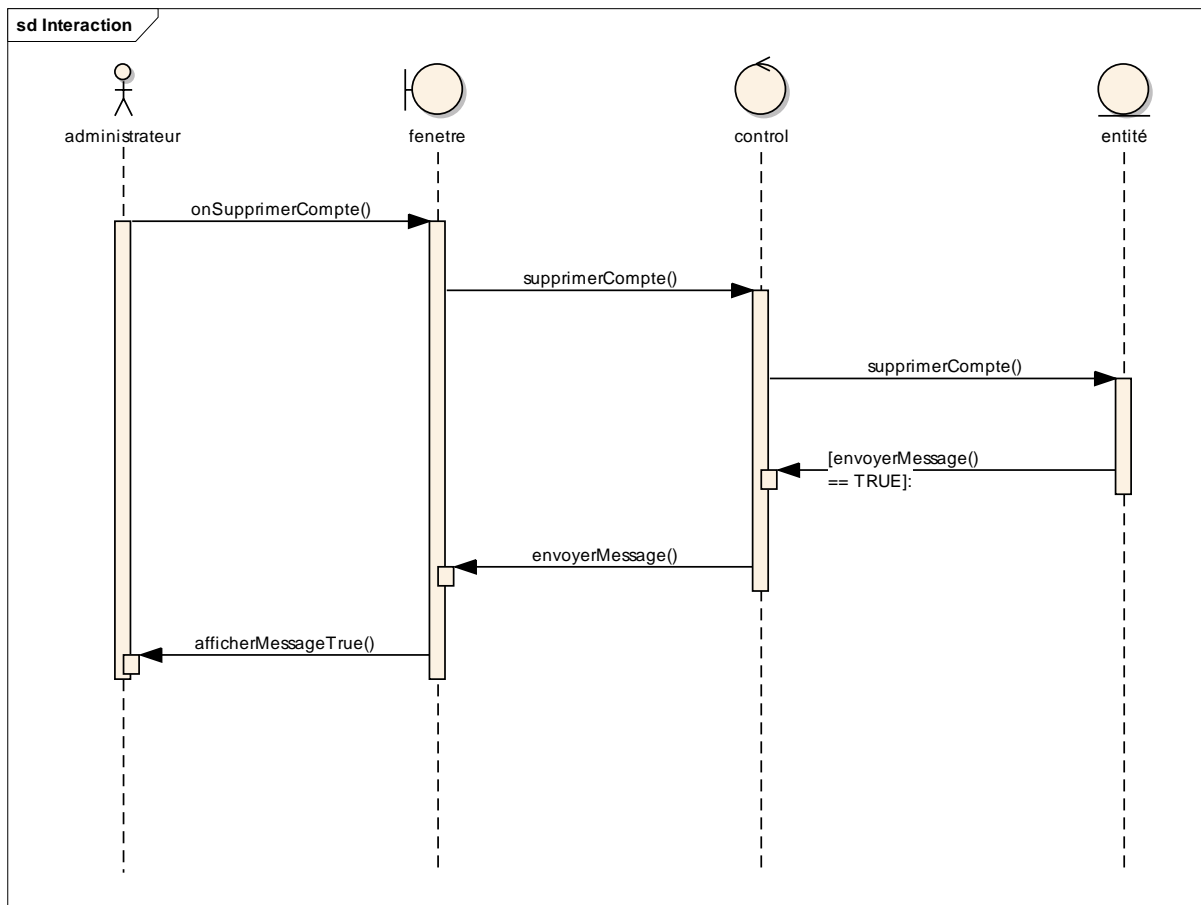 sd Interaction
administrateur
fenetre
control
entité
onSupprimerCompte()
supprimerCompte()
supprimerCompte()
[envoyerMessage()
== TRUE]:
envoyerMessage()
afficherMessageTrue()